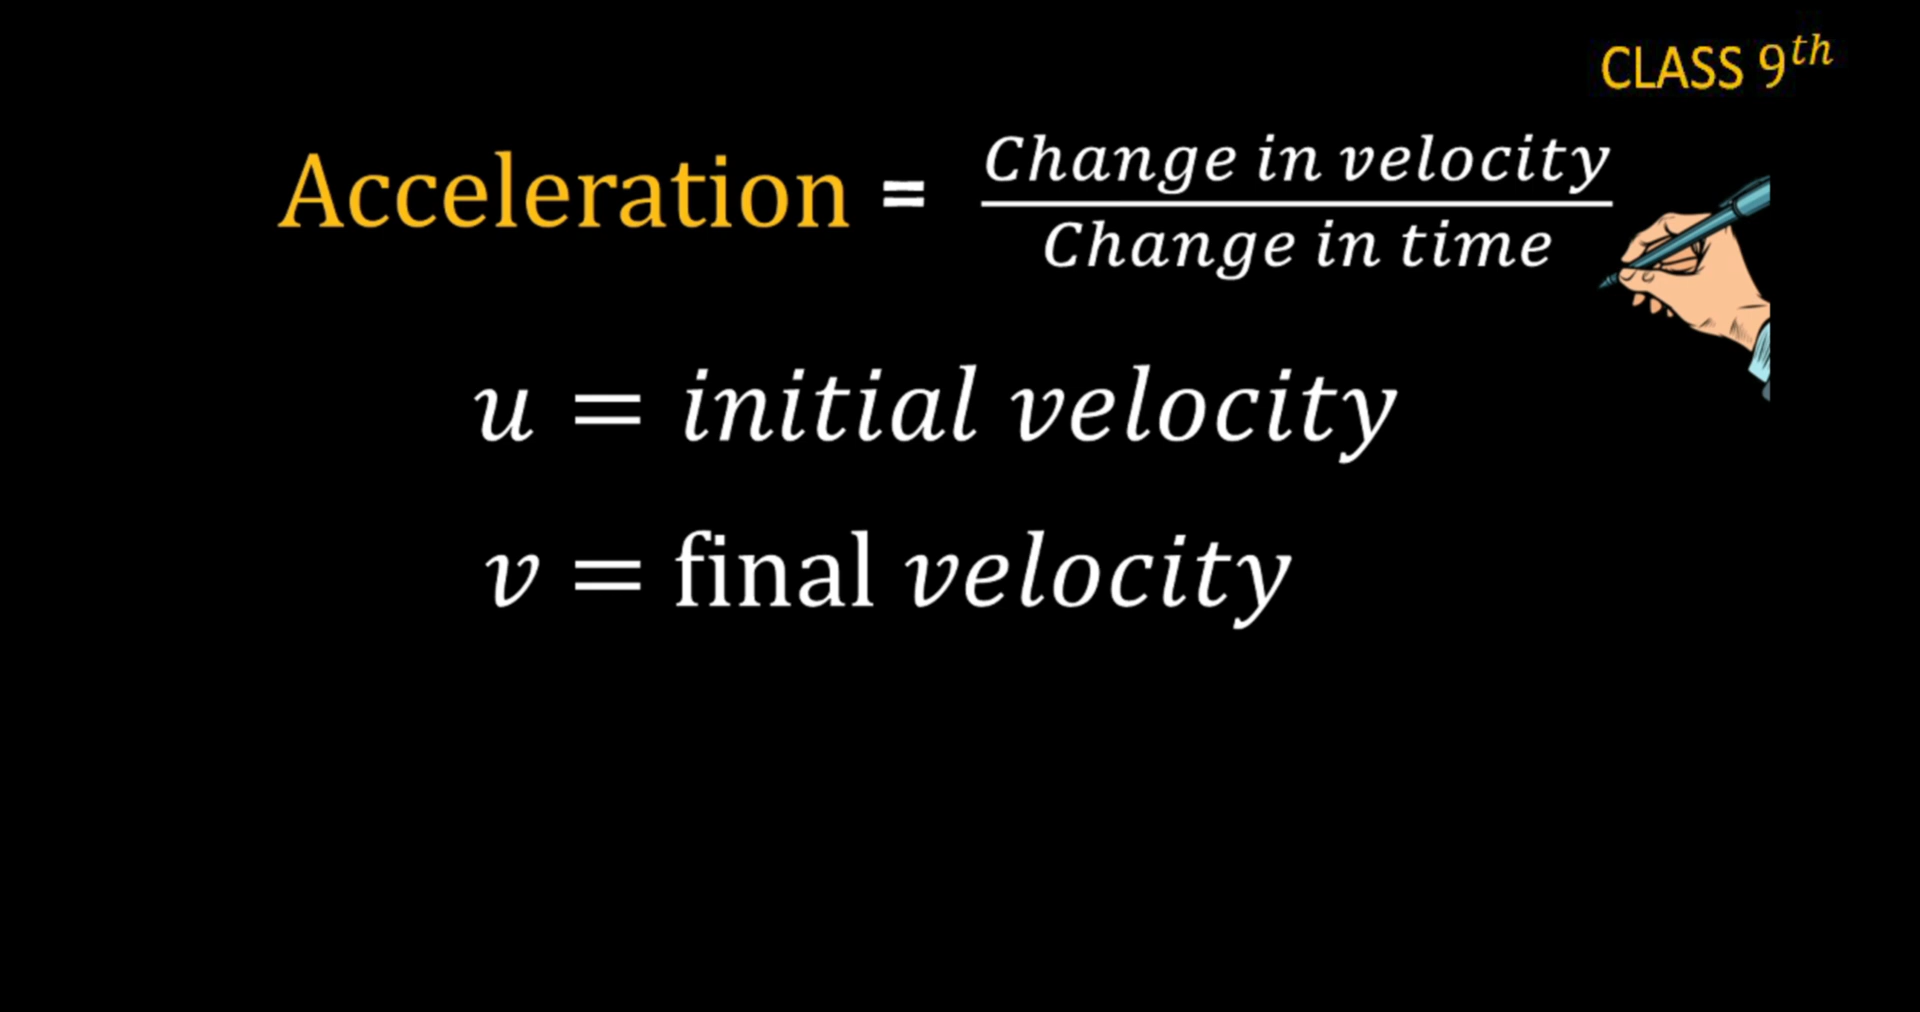 CLASS 9th
Acceleration = Change in velocity / Change in time
u = initial velocity
v = final velocity